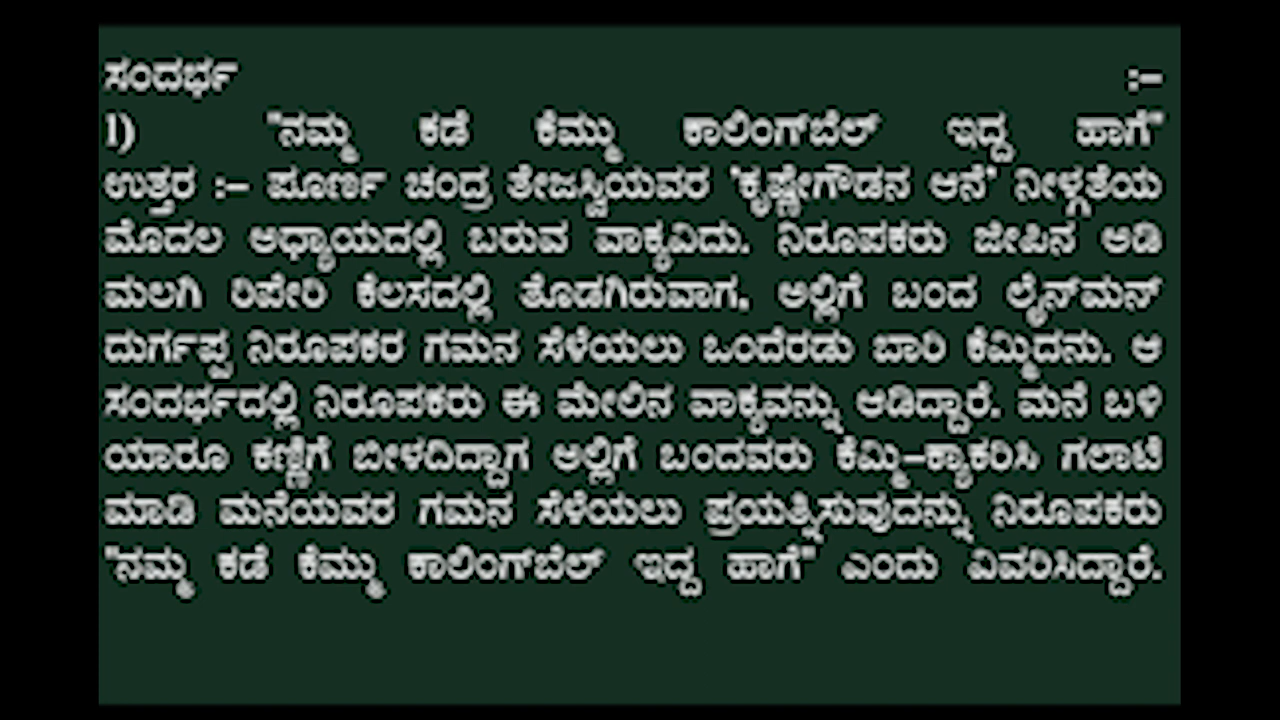 ಸಂದರ್ಭ :–
1) "ನಮ್ಮ ಕಡೆ ಕೆಮ್ಮು ಕಾಲಿಂಗ್‌ಬೆಲ್ ಇದ್ದ ಹಾಗೆ"
ಉತ್ತರ :– ಪೂರ್ಣ ಚಂದ್ರ ತೇಜಸ್ವಿಯವರ 'ಕೃಷ್ಣೇಗೌಡನ ಆನೆ' ನೀಳ್ಗತೆಯ
ಮೊದಲ ಅಧ್ಯಾಯದಲ್ಲಿ ಬರುವ ವಾಕ್ಯವಿದು. ನಿರೂಪಕರು ಜೀಪಿನ ಅಡಿ
ಮಲಗಿ ರಿಪೇರಿ ಕೆಲಸದಲ್ಲಿ ತೊಡಗಿರುವಾಗ, ಅಲ್ಲಿಗೆ ಬಂದ ಲೈನ್‌ಮನ್
ದುರ್ಗಪ್ಪ ನಿರೂಪಕರ ಗಮನ ಸೆಳೆಯಲು ಒಂದೆರಡು ಬಾರಿ ಕೆಮ್ಮಿದನು. ಆ
ಸಂದರ್ಭದಲ್ಲಿ ನಿರೂಪಕರು ಈ ಮೇಲಿನ ವಾಕ್ಯವನ್ನು ಆಡಿದ್ದಾರೆ. ಮನೆ ಬಳಿ
ಯಾರೂ ಕಣ್ಣಿಗೆ ಬೀಳದಿದ್ದಾಗ ಅಲ್ಲಿಗೆ ಬಂದವರು ಕೆಮ್ಮಿ–ಕ್ಯಾಕರಿಸಿ ಗಲಾಟೆ
ಮಾಡಿ ಮನೆಯವರ ಗಮನ ಸೆಳೆಯಲು ಪ್ರಯತ್ನಿಸುವುದನ್ನು ನಿರೂಪಕರು
"ನಮ್ಮ ಕಡೆ ಕೆಮ್ಮು ಕಾಲಿಂಗ್‌ಬೆಲ್ ಇದ್ದ ಹಾಗೆ" ಎಂದು ವಿವರಿಸಿದ್ದಾರೆ.